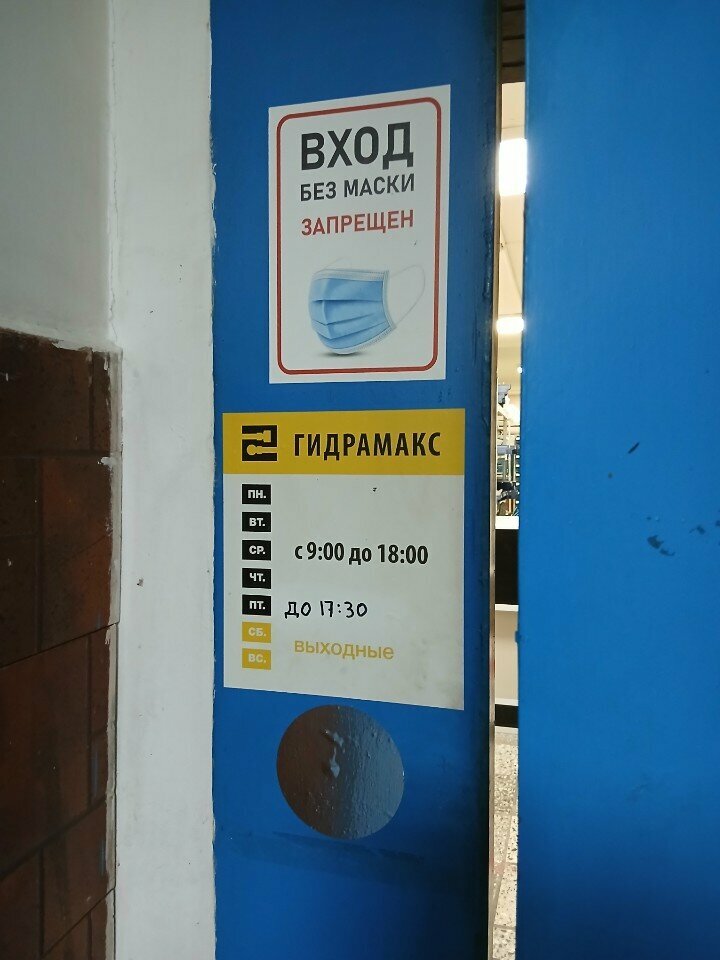 ВХОД
БЕЗ МАСКИ
ЗАПРЕЩЕН
ГИДРАМАКС
ПН.
ВТ.
СР. с 9:00 до 18:00
ЧТ.
ПТ. ДО 17:30
СБ.
выходные
ВС.